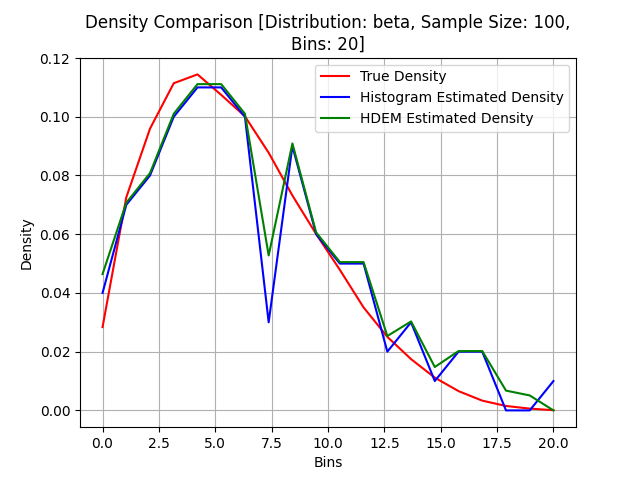 Density Comparison [Distribution: beta, Sample Size: 100,
Bins: 20]
True Density
Histogram Estimated Density
HDEM Estimated Density
Density
0.12
0.10
0.08
0.06
0.04
0.02
0.00
0.0 2.5 5.0 7.5 10.0 12.5 15.0 17.5 20.0
Bins